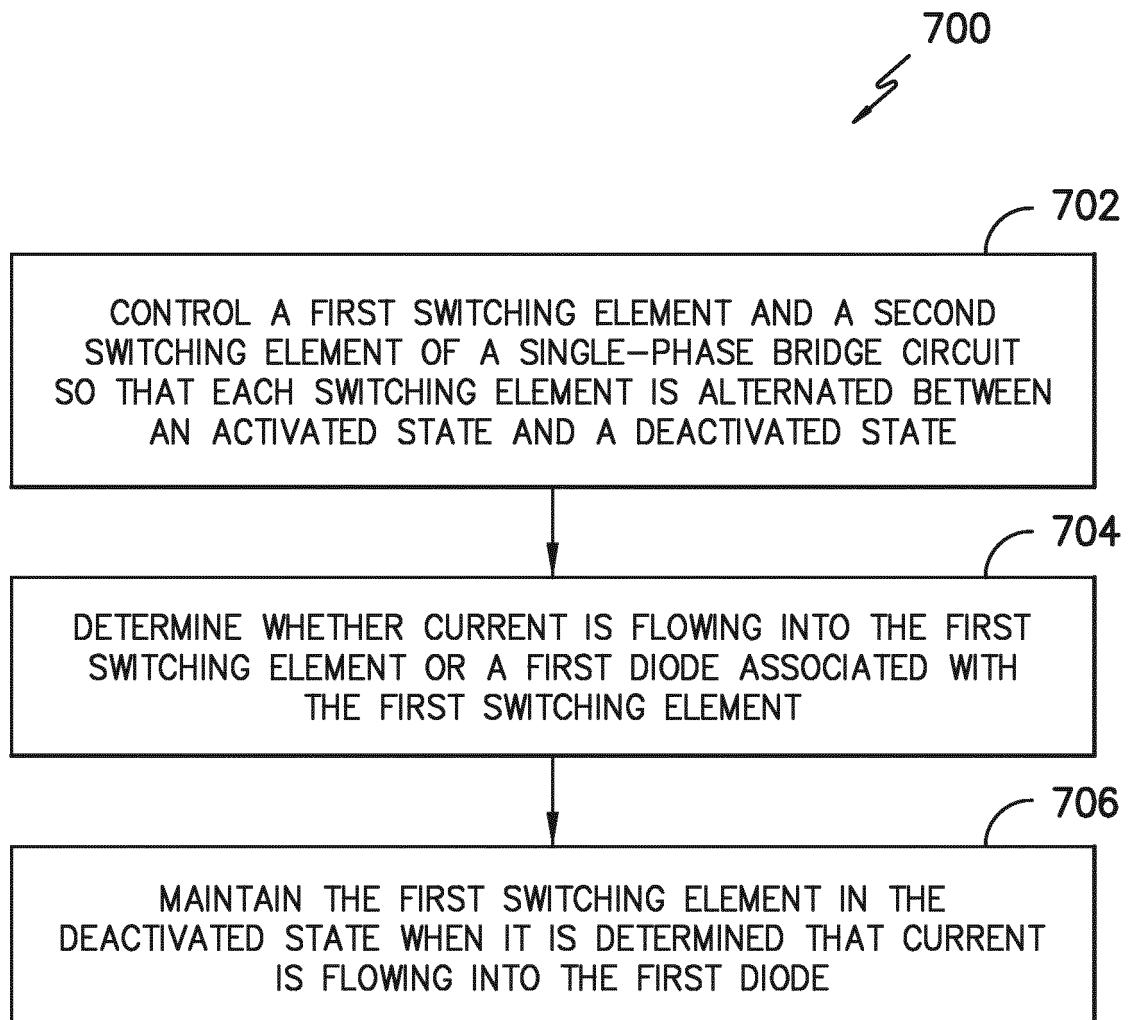 700
702
CONTROL A FIRST SWITCHING ELEMENT AND A SECOND
SWITCHING ELEMENT OF A SINGLE-PHASE BRIDGE CIRCUIT
SO THAT EACH SWITCHING ELEMENT IS ALTERNATED BETWEEN
AN ACTIVATED STATE AND A DEACTIVATED STATE
704
DETERMINE WHETHER CURRENT IS FLOWING INTO THE FIRST
SWITCHING ELEMENT OR A FIRST DIODE ASSOCIATED WITH
THE FIRST SWITCHING ELEMENT
706
MAINTAIN THE FIRST SWITCHING ELEMENT IN THE
DEACTIVATED STATE WHEN IT IS DETERMINED THAT CURRENT
IS FLOWING INTO THE FIRST DIODE